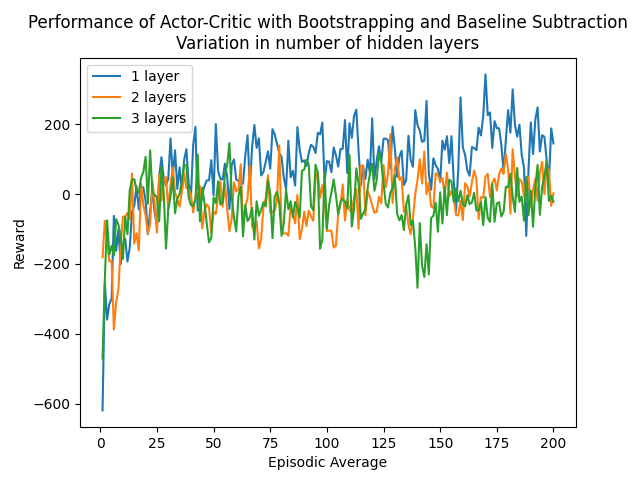 Performance of Actor-Critic with Bootstrapping and Baseline Subtraction
Variation in number of hidden layers
1 layer
2 layers
3 layers
Reward
200
0
−200
−400
−600
0 25 50 75 100 125 150 175 200
Episodic Average